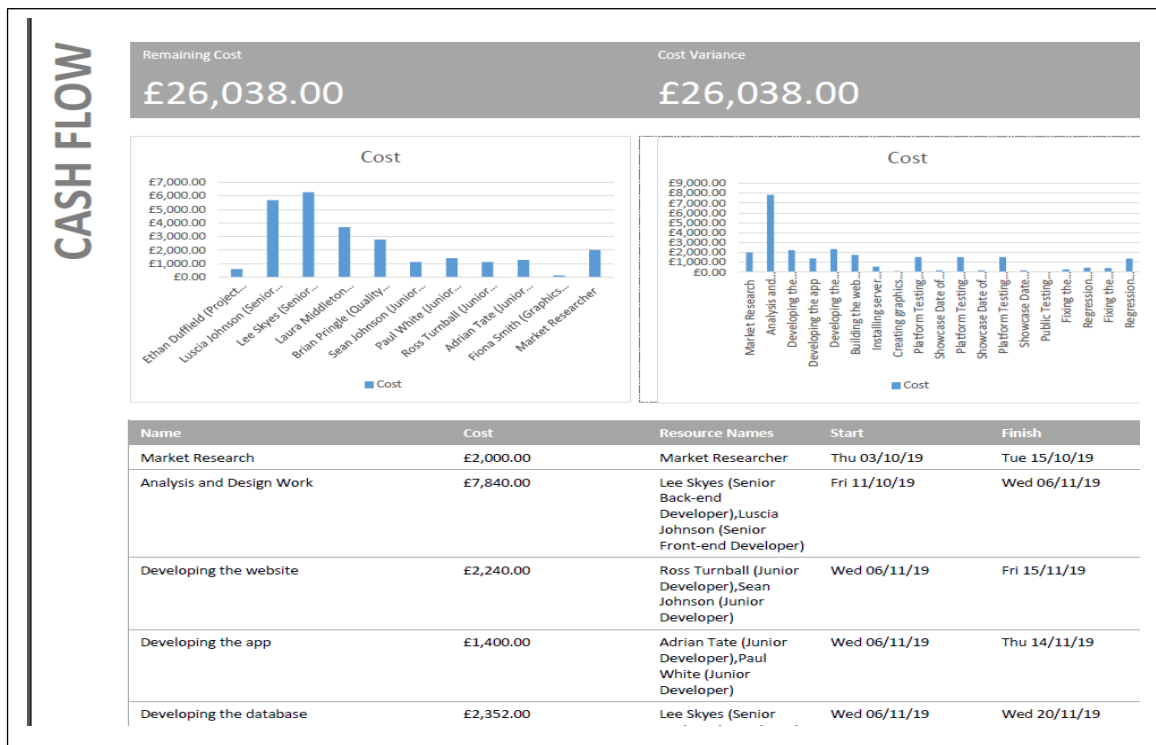 CASH FLOW
Remaining Cost
£26,038.00
Cost Variance
£26,038.00
Cost
£7,000.00
£6,000.00
£5,000.00
£4,000.00
£3,000.00
£2,000.00
£1,000.00
£0.00
Ethan Duffield (Project...
Luscia Johnson (Senior...
Lee Skyes (Senior...
Laura Middleton...
Brian Pringle (Quality...
Sean Johnson (Junior...
Paul White (Junior...
Ross Turnball (Junior...
Adrian Tate (Junior...
Fiona Smith (Graphics...
Market Researcher
Cost
Cost
£9,000.00
£8,000.00
£7,000.00
£6,000.00
£5,000.00
£4,000.00
£3,000.00
£2,000.00
£1,000.00
£0.00
Market Research
Analysis and...
Developing the...
Developing the app
Developing the...
Building the web...
Installing server...
Creating graphics...
Platform Testing...
Showcase Date of...
Platform Testing...
Showcase Date of...
Platform Testing...
Showcase Date...
Public Testing...
Fixing the...
Regression...
Fixing the...
Regression...
Cost
Name Cost Resource Names Start Finish
Market Research £2,000.00 Market Researcher Thu 03/10/19 Tue 15/10/19
Analysis and Design Work £7,840.00 Lee Skyes (Senior Fri 11/10/19 Wed 06/11/19
Back-end
Developer),Luscia
Johnson (Senior
Front-end Developer)
Developing the website £2,240.00 Ross Turnball (Junior Wed 06/11/19 Fri 15/11/19
Developer),Sean
Johnson (Junior
Developer)
Developing the app £1,400.00 Adrian Tate (Junior Wed 06/11/19 Thu 14/11/19
Developer),Paul
White (Junior
Developer)
Developing the database £2,352.00 Lee Skyes (Senior Wed 06/11/19 Wed 20/11/19